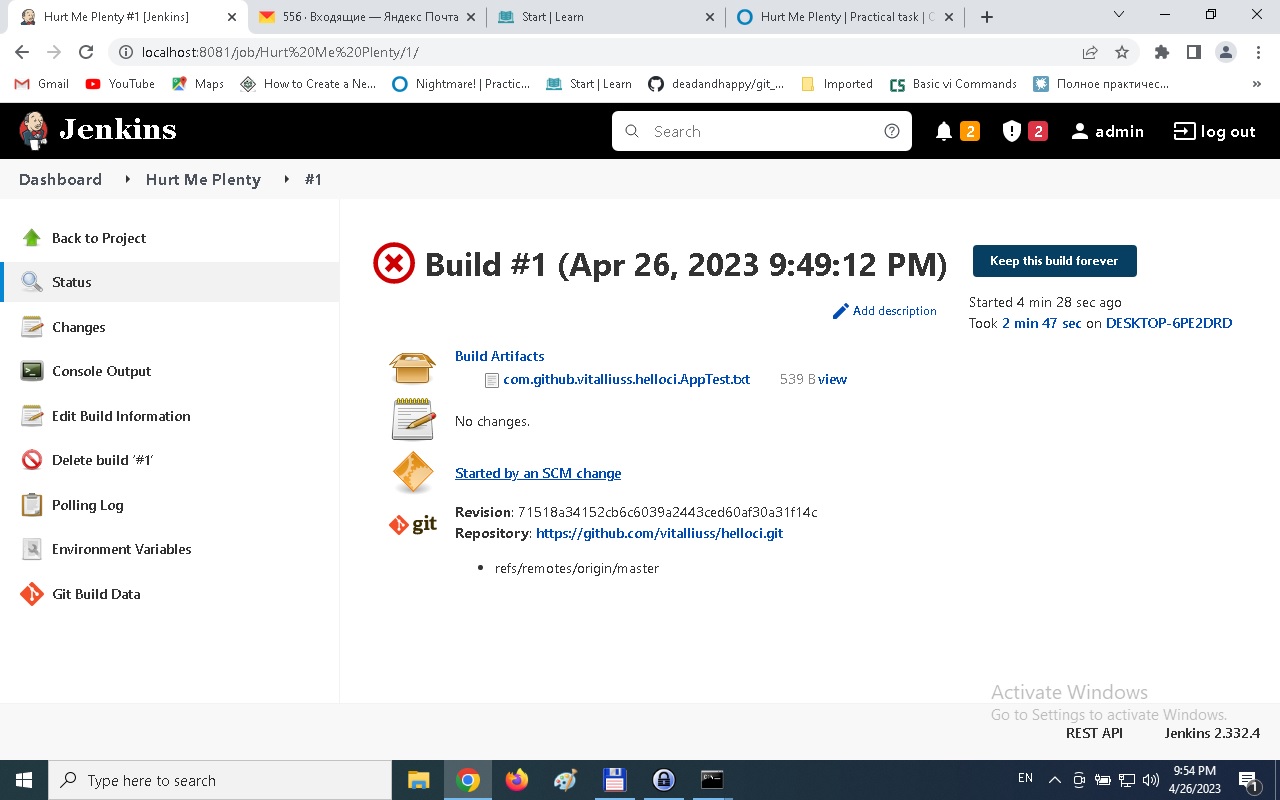 Hurt Me Plenty #1 [Jenkins]
556 · Входящие — Яндекс Почта
Start | Learn
Hurt Me Plenty | Practical task |
localhost:8081/job/Hurt%20Me%20Plenty/1/
Gmail
YouTube
Maps
How to Create a Ne...
Nightmare! | Practic...
Start | Learn
deadandhappy/git_...
Imported
Basic vi Commands
Полное практичес...
»
Jenkins
Search
2
2
admin
log out
Dashboard
Hurt Me Plenty
#1
Back to Project
Status
Changes
Console Output
Edit Build Information
Delete build ‘#1’
Polling Log
Environment Variables
Git Build Data
Build #1 (Apr 26, 2023 9:49:12 PM)
Keep this build forever
Add description
Started 4 min 28 sec ago
Took 2 min 47 sec on DESKTOP-6PE2DRD
Build Artifacts
com.github.vitalliuss.helloci.AppTest.txt 539 B view
No changes.
Started by an SCM change
git
Revision: 71518a34152cb6c6039a2443ced60af30a31f14c
Repository: https://github.com/vitalliuss/helloci.git
• refs/remotes/origin/master
Activate Windows
Go to Settings to activate Windows.
REST API
Jenkins 2.332.4
Type here to search
EN
9:54 PM
4/26/2023
1